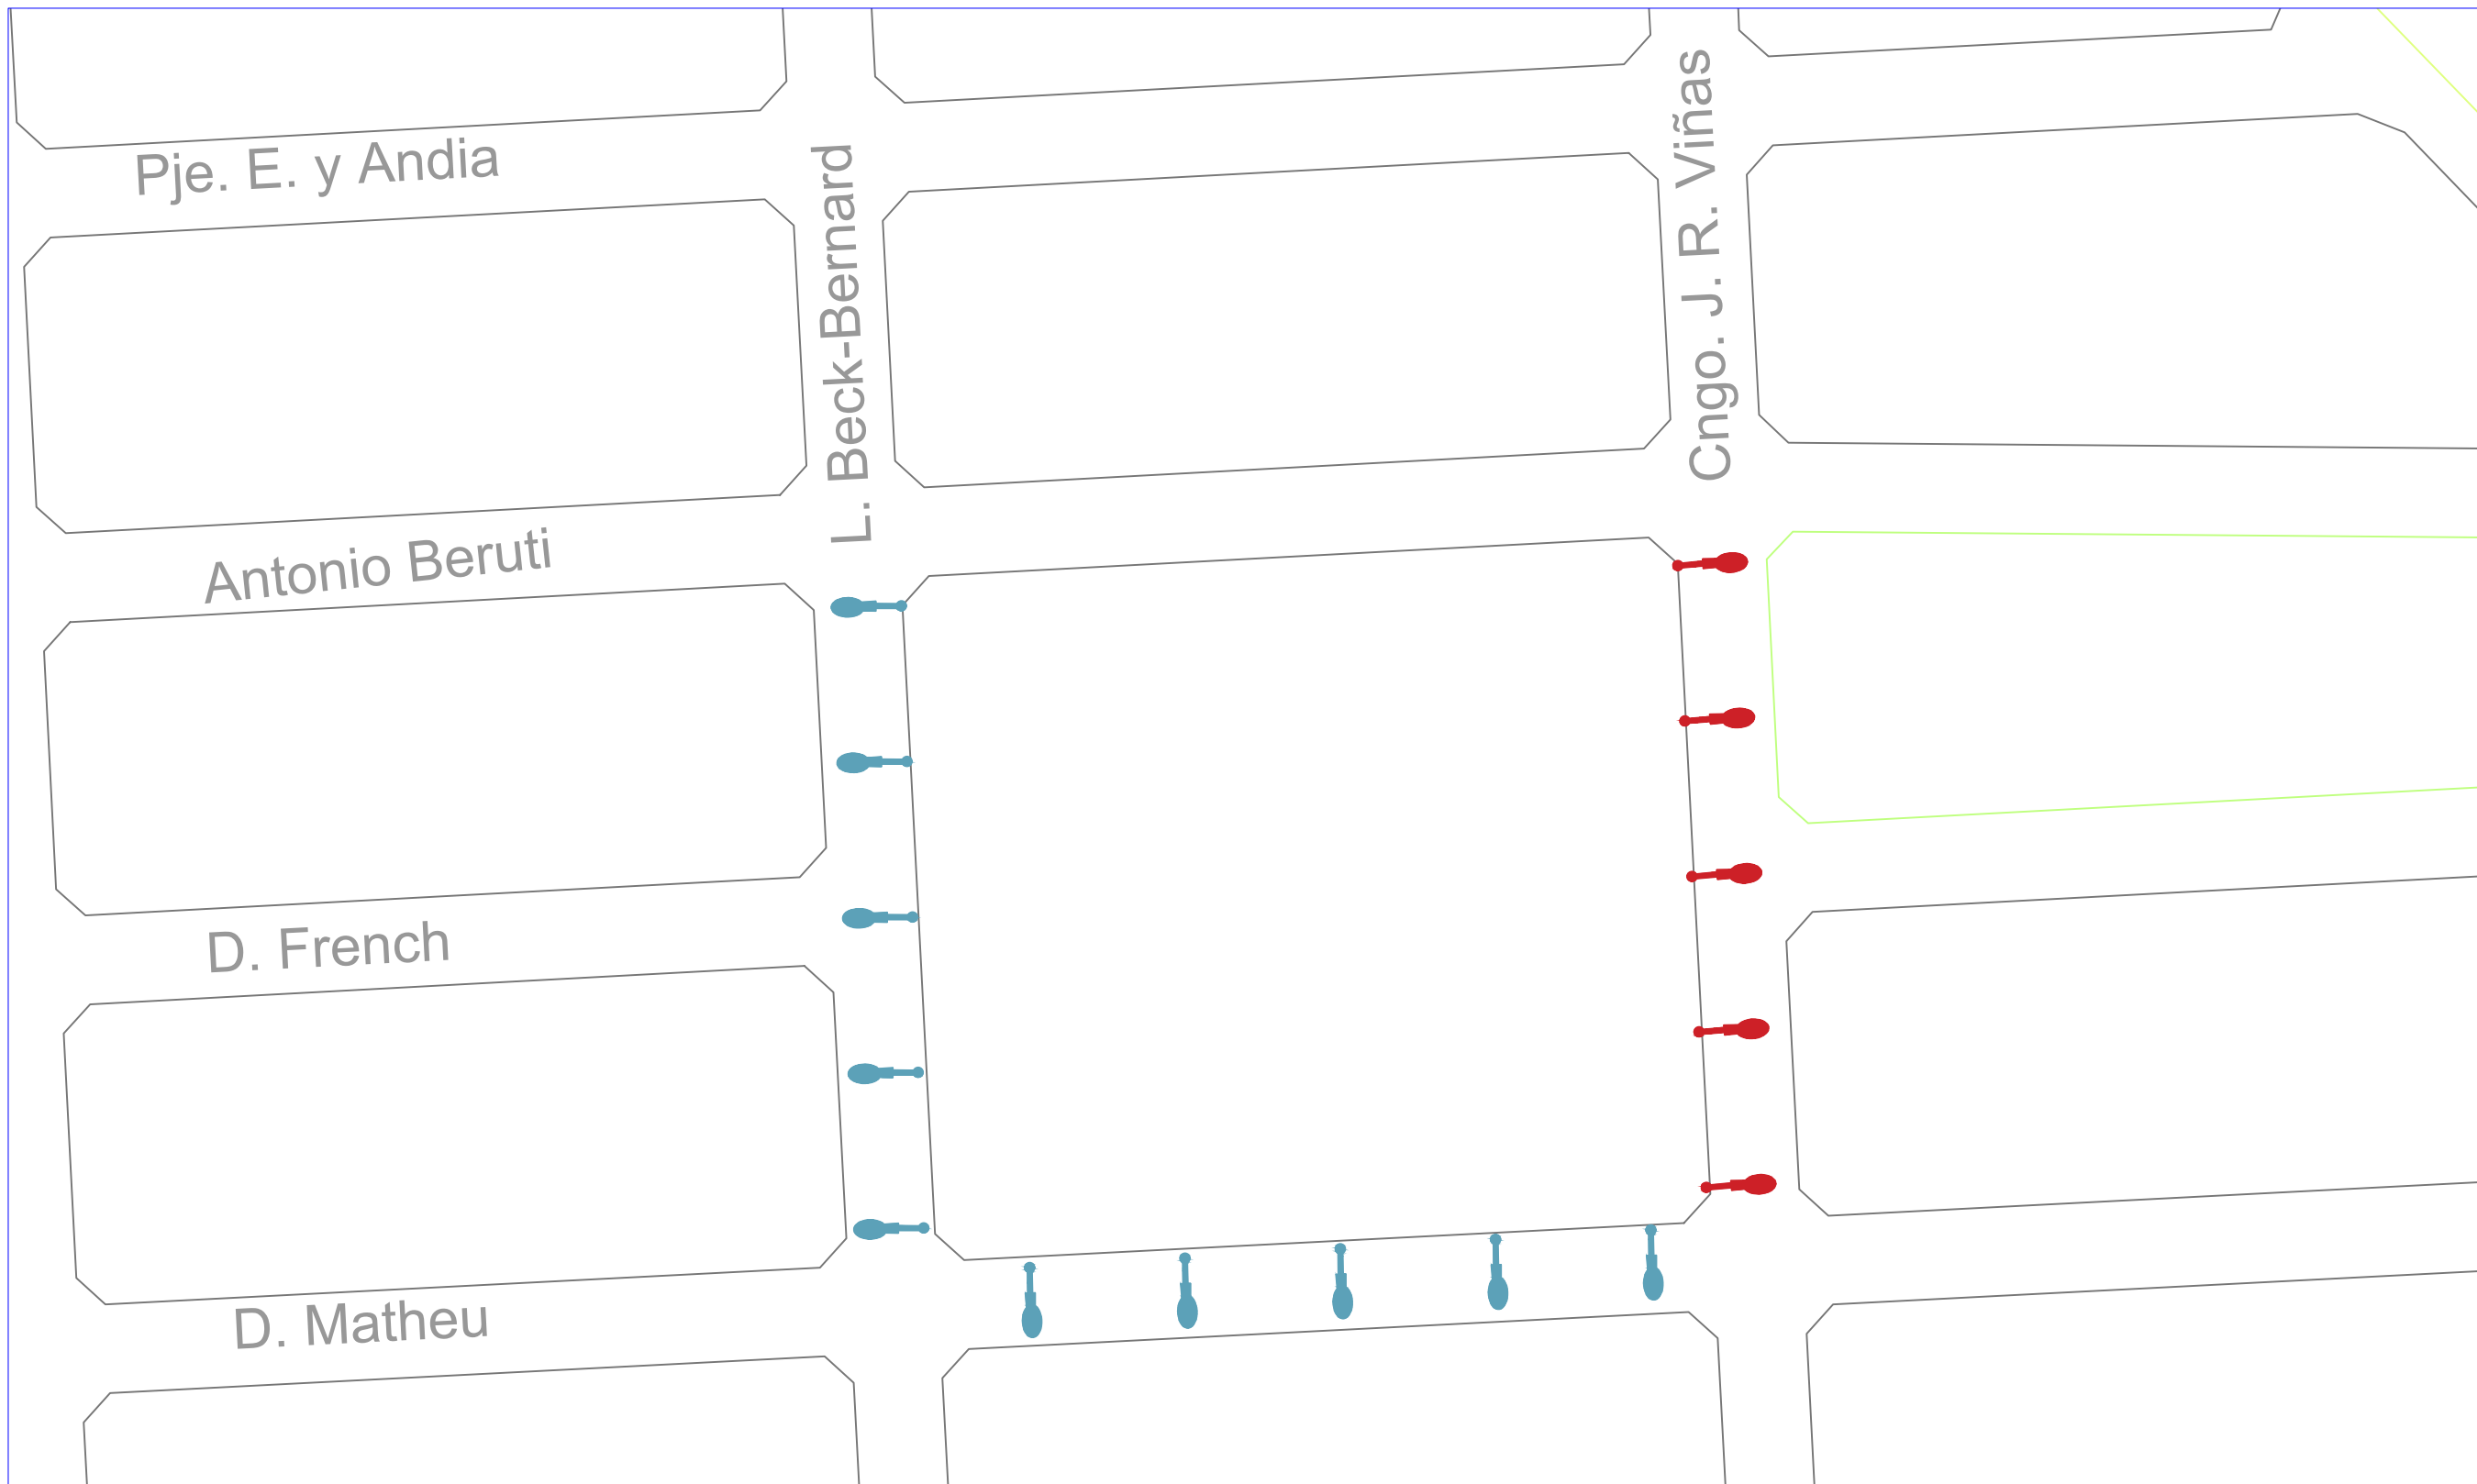 Pje. E. y Andia
L. Beck-Bernard
Cngo. J. R. Viñas
Antonio Beruti
D. French
D. Matheu